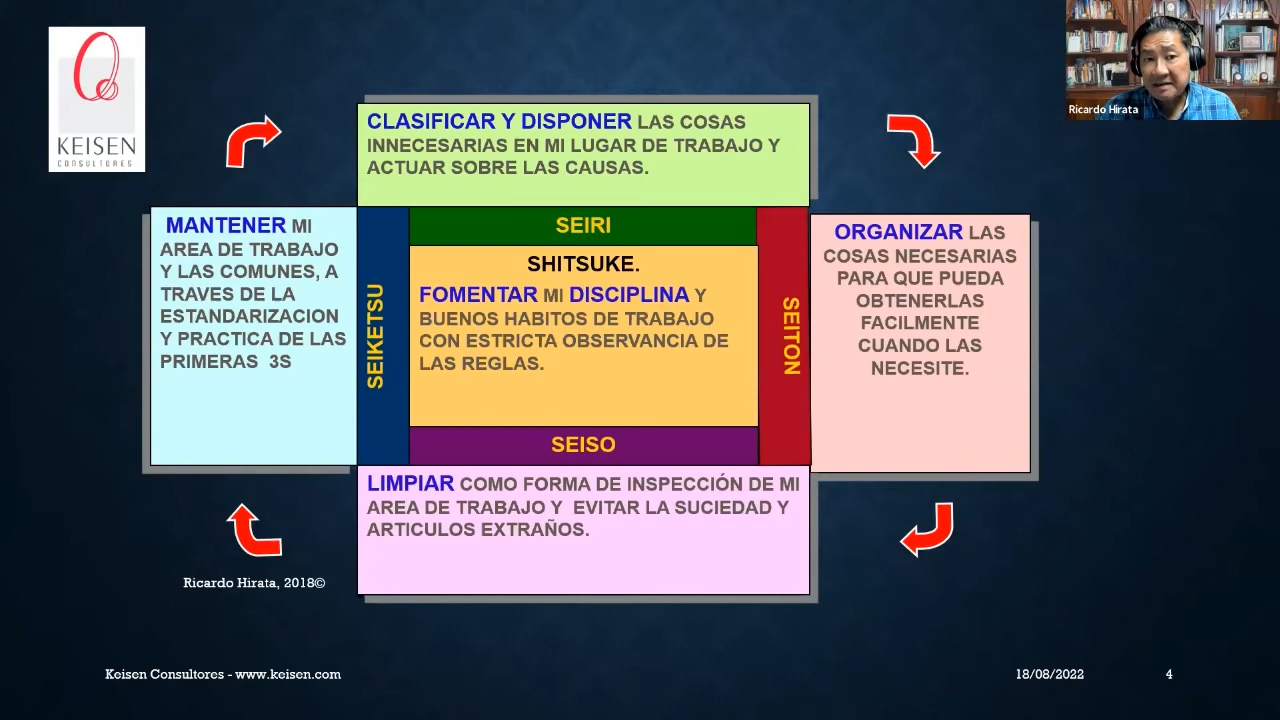 KEISEN
CONSULTORES
Ricardo Hirata
CLASIFICAR Y DISPONER LAS COSAS
INNECESARIAS EN MI LUGAR DE TRABAJO Y
ACTUAR SOBRE LAS CAUSAS.
MANTENER MI
AREA DE TRABAJO
Y LAS COMUNES, A
TRAVES DE LA
ESTANDARIZACION
Y PRACTICA DE LAS
PRIMERAS 3S
SEIKETSU
SEIRI
SHITSUKE.
FOMENTAR MI DISCIPLINA Y
BUENOS HABITOS DE TRABAJO
CON ESTRICTA OBSERVANCIA DE
LAS REGLAS.
SEITON
ORGANIZAR LAS
COSAS NECESARIAS
PARA QUE PUEDA
OBTENERLAS
FACILMENTE
CUANDO LAS
NECESITE.
SEISO
LIMPIAR COMO FORMA DE INSPECCIÓN DE MI
AREA DE TRABAJO Y EVITAR LA SUCIEDAD Y
ARTICULOS EXTRAÑOS.
Ricardo Hirata, 2018©
Keisen Consultores - www.keisen.com
18/08/2022
4